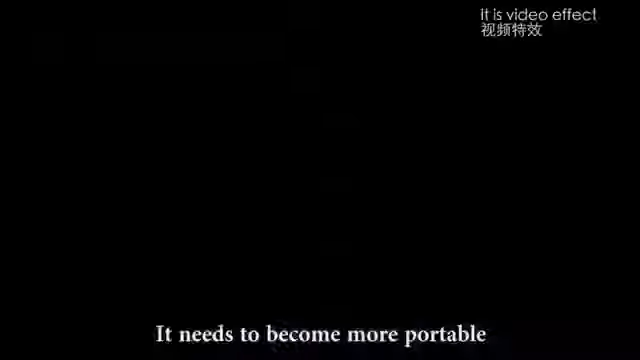 it is video effect
视频特效
It needs to become more portable